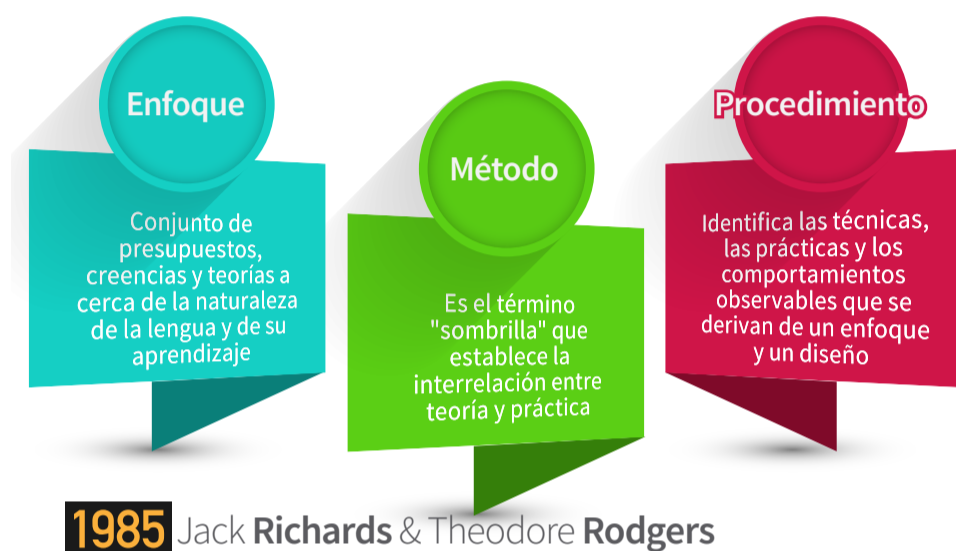 Enfoque
Conjunto de
presupuestos,
creencias y teorías a
cerca de la naturaleza
de la lengua y de su
aprendizaje
Método
Es el término
"sombrilla" que
establece la
interrelación entre
teoría y práctica
Procedimiento
Identifica las técnicas,
las prácticas y los
comportamientos
observables que se
derivan de un enfoque
y un diseño
1985 Jack Richards & Theodore Rodgers